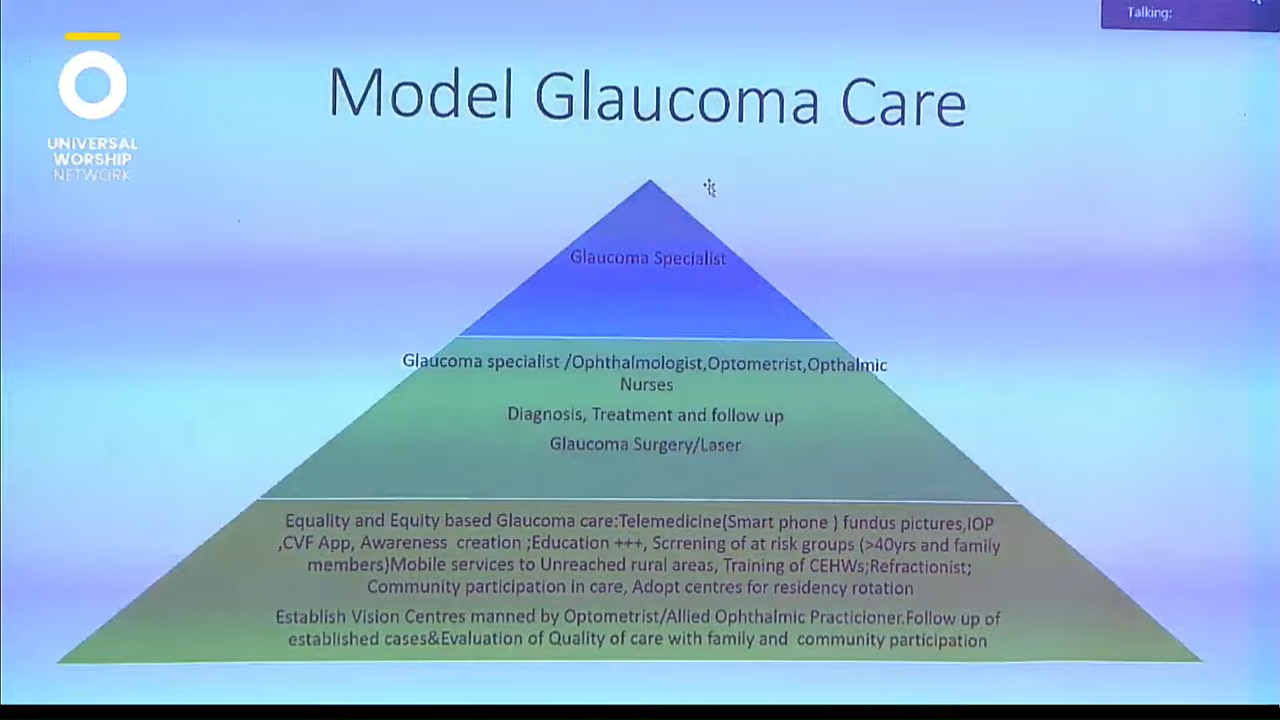 Talking:
UNIVERSAL
WORSHIP
NETWORK
Model Glaucoma Care
Glaucoma Specialist
Glaucoma specialist /Ophthalmologist,Optometrist,Opthalmic
Nurses
Diagnosis, Treatment and follow up
Glaucoma Surgery/Laser
Equality and Equity based Glaucoma care:Telemedicine(Smart phone ) fundus pictures,IOP
,CVF App, Awareness creation ;Education +++, Scrrening of at risk groups (>40yrs and family
members)Mobile services to Unreached rural areas, Training of CEHWs;Refractionist;
Community participation in care, Adopt centres for residency rotation
Establish Vision Centres manned by Optometrist/Allied Ophthalmic Practicioner.Follow up of
established cases&Evaluation of Quality of care with family and community participation